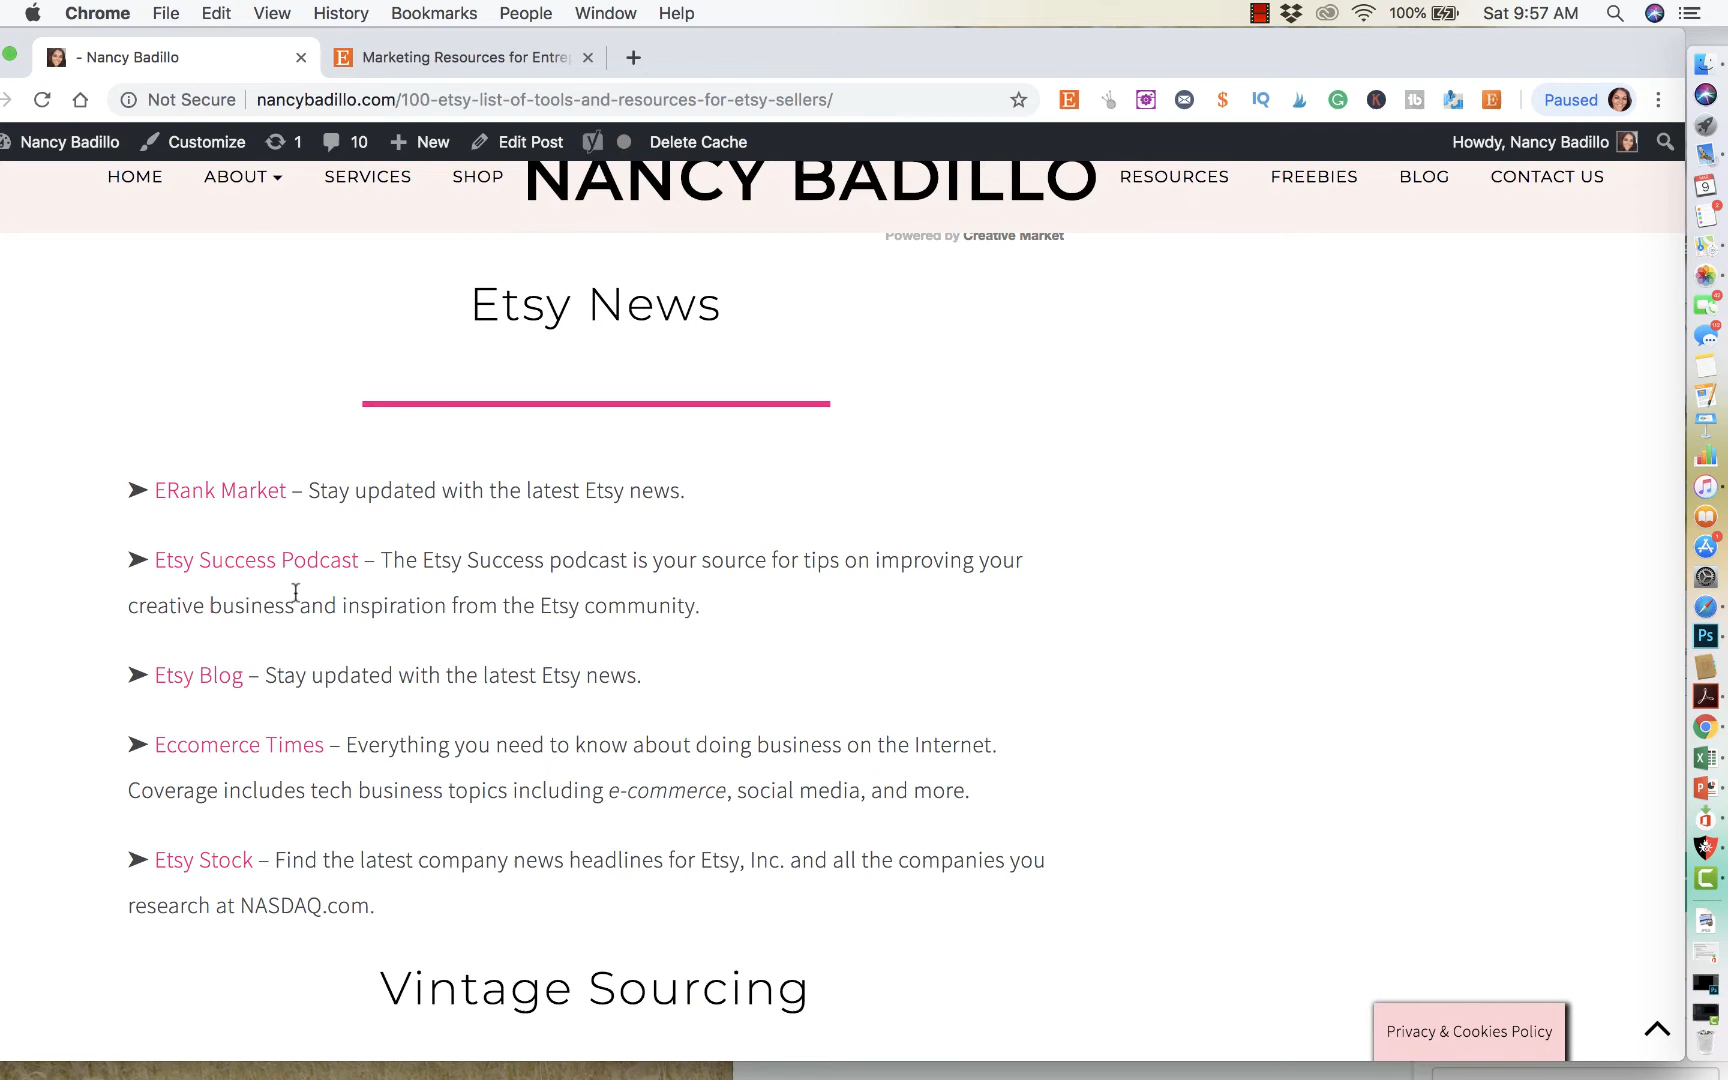 Chrome File Edit View History Bookmarks People Window Help 100% Sat 9:57 AM
- Nancy Badillo Marketing Resources for Entre
Not Secure nancybadillo.com/100-etsy-list-of-tools-and-resources-for-etsy-sellers/ Paused
Nancy Badillo Customize 1 10 New Edit Post Delete Cache Howdy, Nancy Badillo
HOME ABOUT SERVICES SHOP NANCY BADILLO RESOURCES FREEBIES BLOG CONTACT US
Powered by Creative Market
Etsy News
➤ ERank Market – Stay updated with the latest Etsy news.
➤ Etsy Success Podcast – The Etsy Success podcast is your source for tips on improving your
creative business and inspiration from the Etsy community.
➤ Etsy Blog – Stay updated with the latest Etsy news.
➤ Eccomerce Times – Everything you need to know about doing business on the Internet.
Coverage includes tech business topics including e-commerce, social media, and more.
➤ Etsy Stock – Find the latest company news headlines for Etsy, Inc. and all the companies you
research at NASDAQ.com.
Vintage Sourcing
Privacy & Cookies Policy